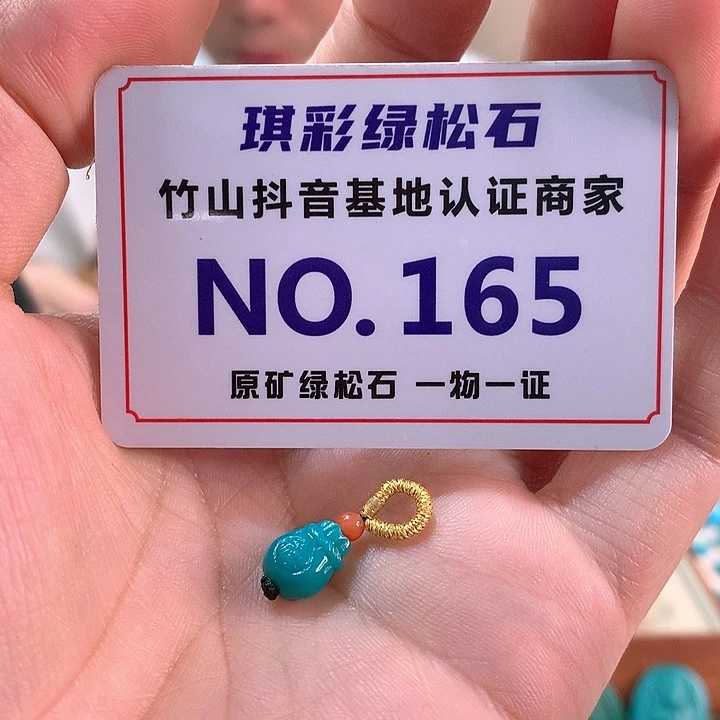 琪彩绿松石
竹山抖音基地认证商家
NO.165
原矿绿松石 一物一证